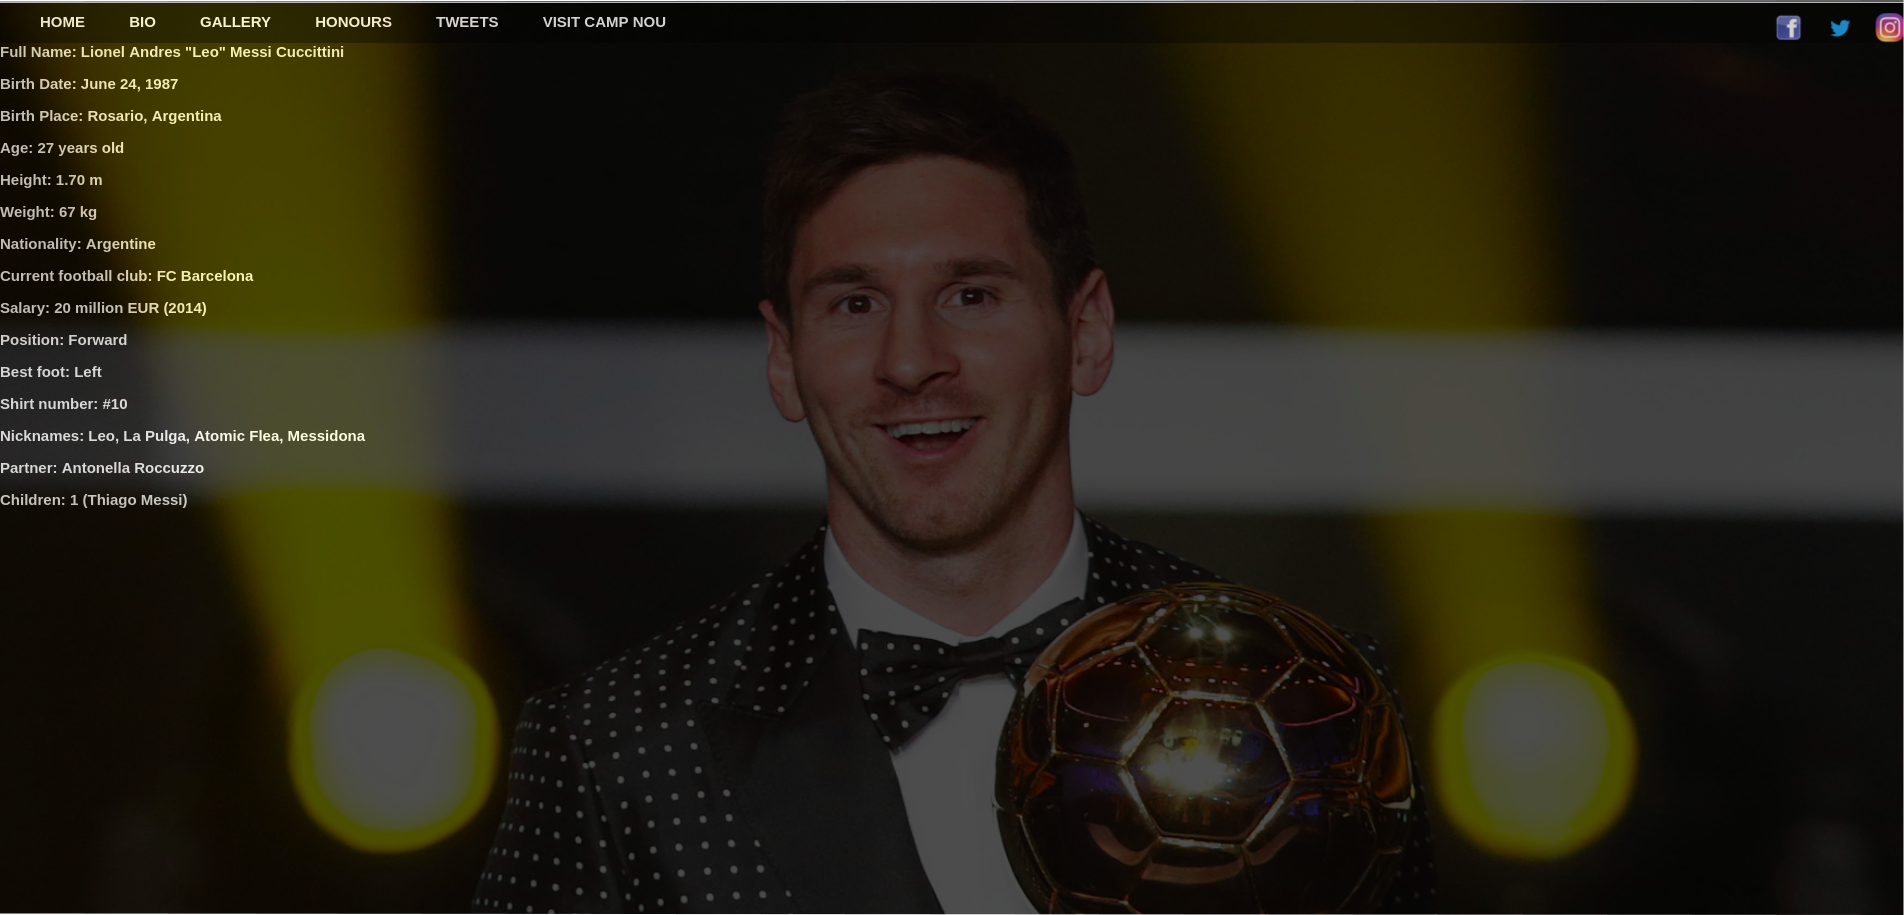 HOME BIO GALLERY HONOURS TWEETS VISIT CAMP NOU
Full Name: Lionel Andres "Leo" Messi Cuccittini
Birth Date: June 24, 1987
Birth Place: Rosario, Argentina
Age: 27 years old
Height: 1.70 m
Weight: 67 kg
Nationality: Argentine
Current football club: FC Barcelona
Salary: 20 million EUR (2014)
Position: Forward
Best foot: Left
Shirt number: #10
Nicknames: Leo, La Pulga, Atomic Flea, Messidona
Partner: Antonella Roccuzzo
Children: 1 (Thiago Messi)